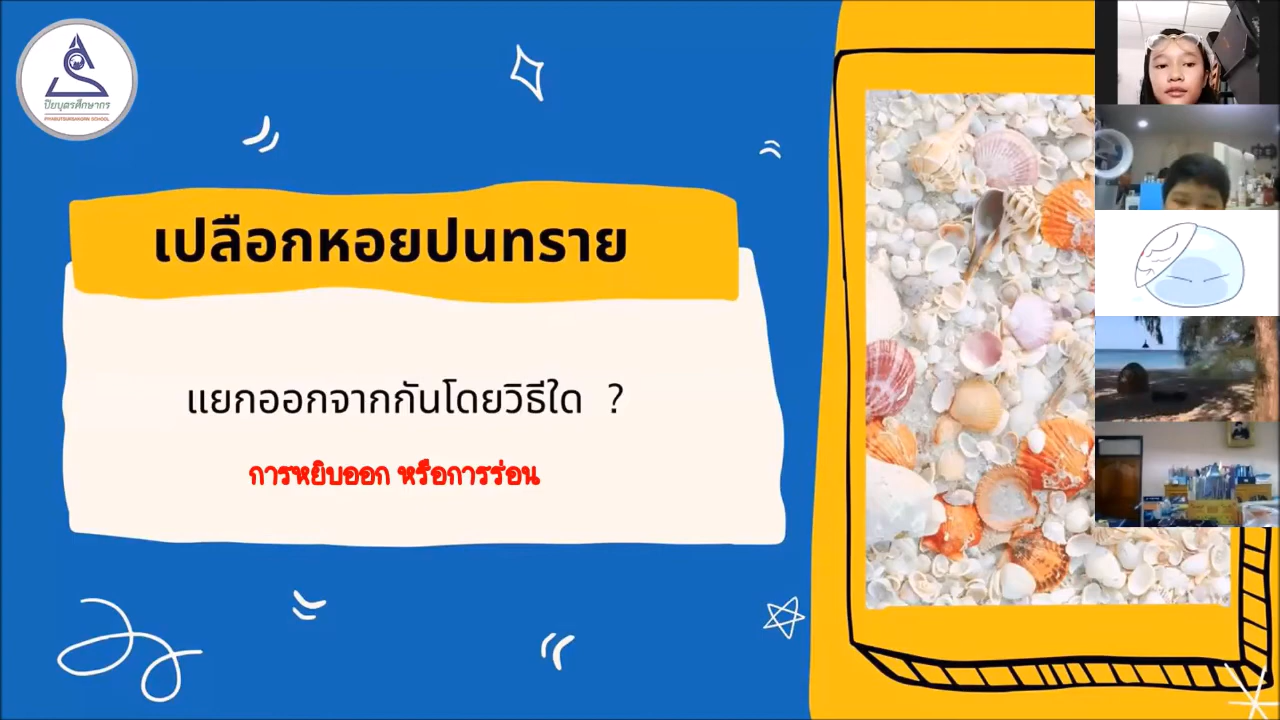 ปิยบุตรศึกษากร
PIYABUTSUKSAKORN SCHOOL
เปลือกหอยปนทราย
แยกออกจากกันโดยวิธีใด ?
การหยิบออก หรือการร่อน